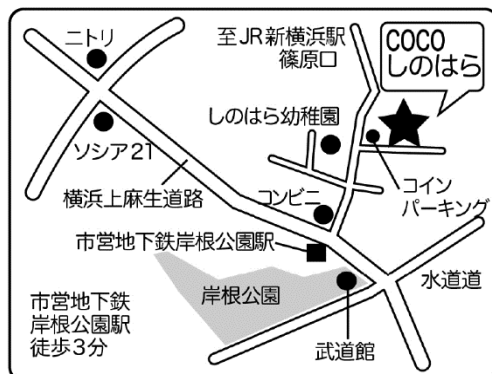 ニトリ
至JR新横浜駅
篠原口
COCO
しのはら
しのはら幼稚園
ソシア21
コイン
パーキング
横浜上麻生道路
コンビニ
市営地下鉄岸根公園駅
水道道
岸根公園
武道館
市営地下鉄
岸根公園駅
徒歩3分